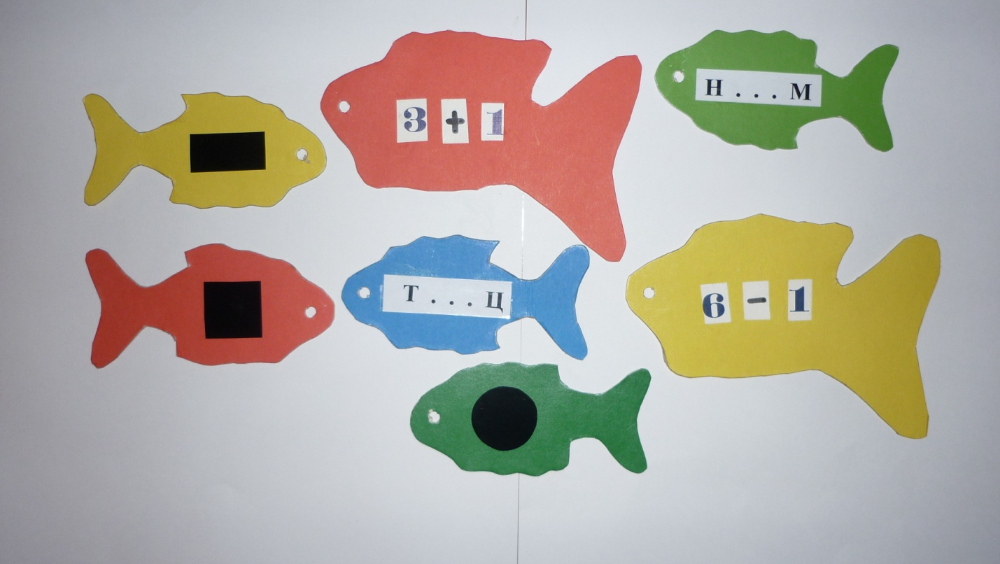 3 + 1
Н . . . М
Т . . . Ц
6 - 1